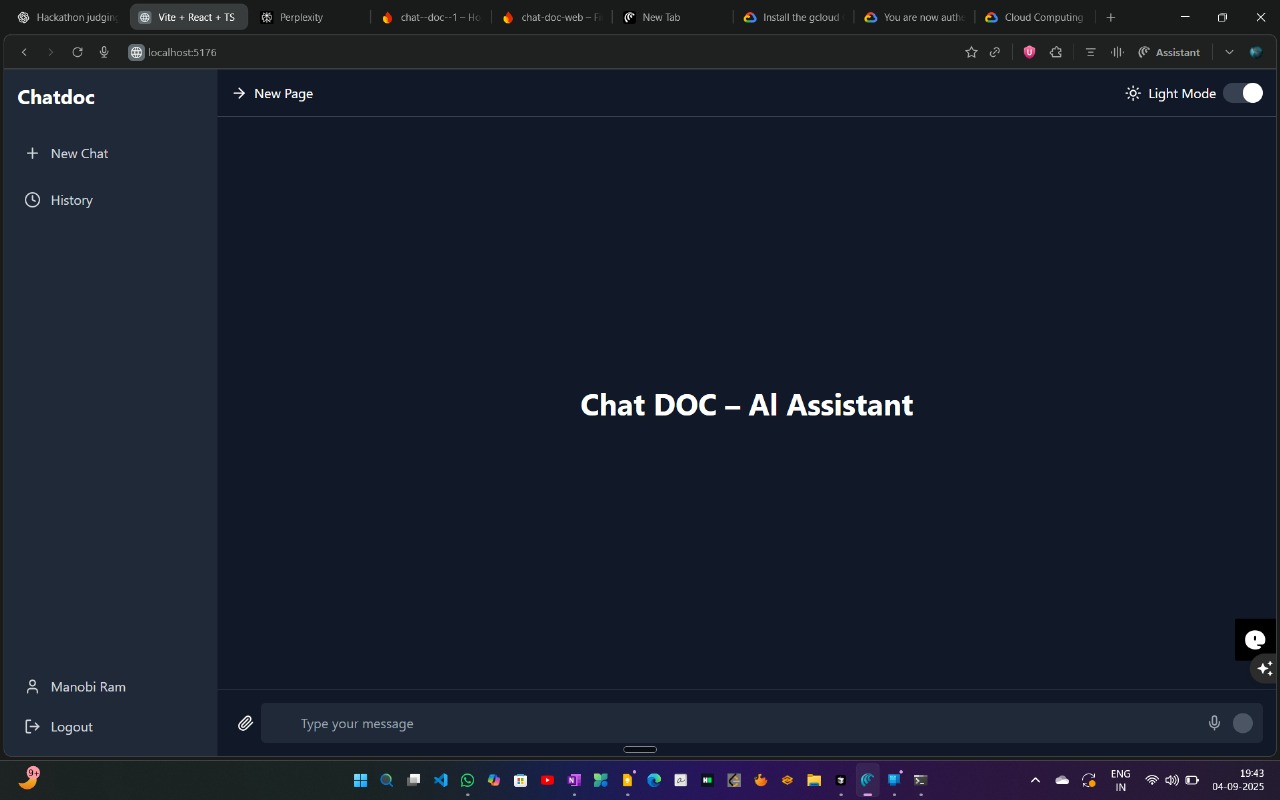 Hackathon judging
Vite + React + TS
Perplexity
chat--doc--1 – Ho
chat-doc-web – Fi
New Tab
Install the gcloud
You are now auth
Cloud Computing
localhost:5176
Assistant
Chatdoc
New Page
Light Mode
New Chat
History
Chat DOC – AI Assistant
Manobi Ram
Logout
Type your message
9+
ENG
IN
19:43
04-09-2025